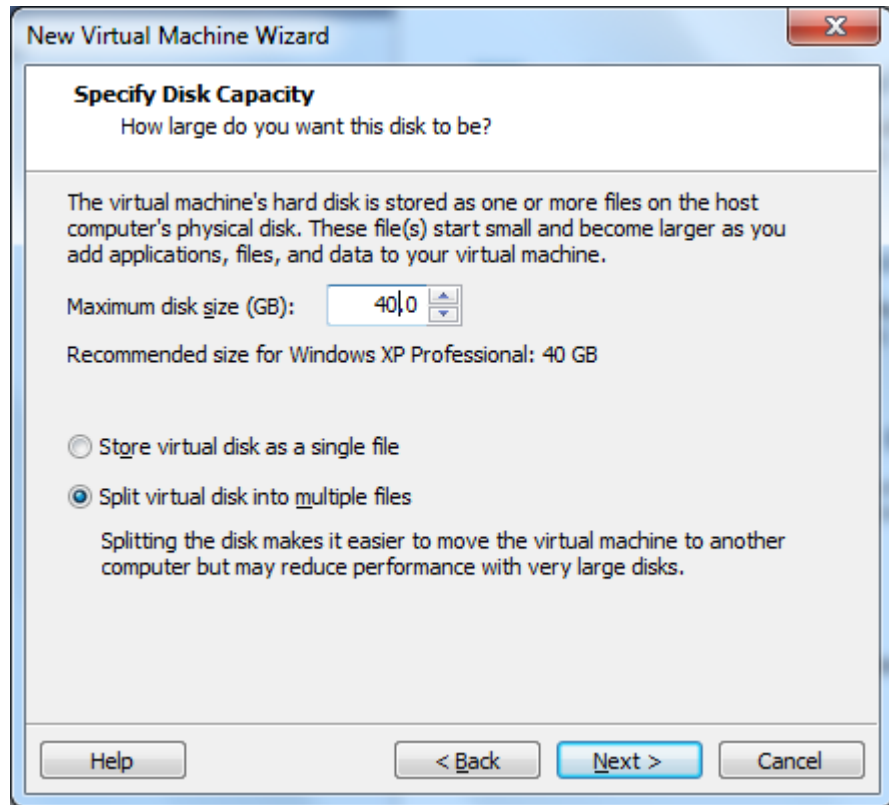 New Virtual Machine Wizard
Specify Disk Capacity
How large do you want this disk to be?
The virtual machine's hard disk is stored as one or more files on the host
computer's physical disk. These file(s) start small and become larger as you
add applications, files, and data to your virtual machine.
Maximum disk size (GB): 40.0
Recommended size for Windows XP Professional: 40 GB
Store virtual disk as a single file
Split virtual disk into multiple files
Splitting the disk makes it easier to move the virtual machine to another
computer but may reduce performance with very large disks.
Help < Back Next > Cancel